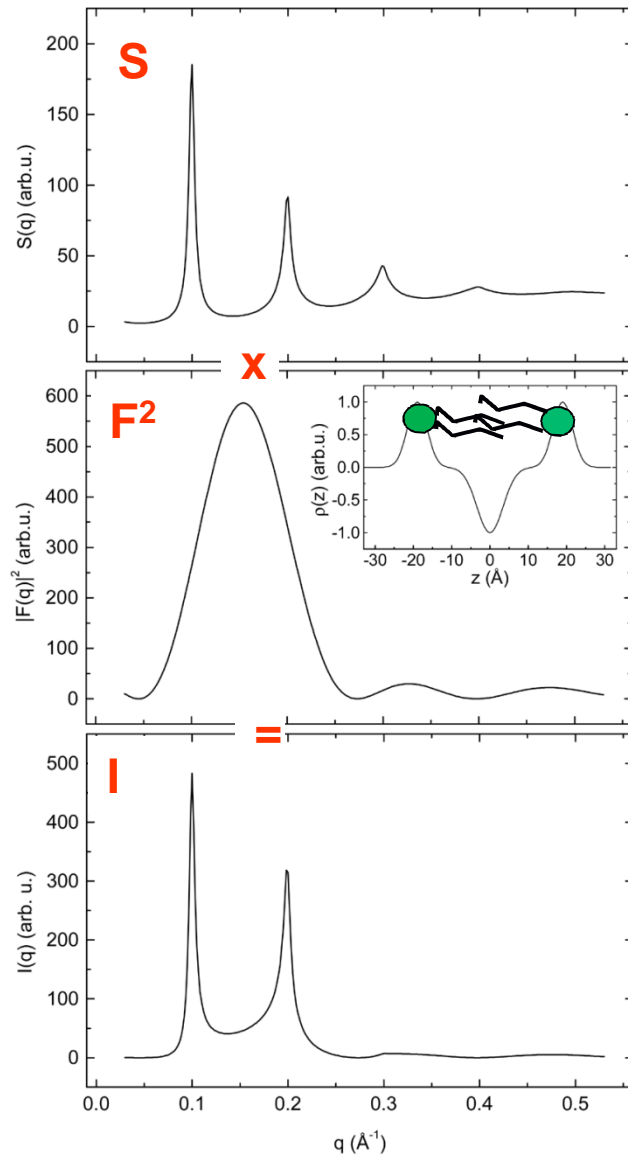 S
200
150
100
50
0
S(q) (arb.u.)
x
F²
600
500
400
300
200
100
0
|F(q)|² (arb.u.)
1.0
0.5
0.0
-0.5
-1.0
ρ(z) (arb.u.)
-30 -20 -10 0 10 20 30
z (Å)
=
I
500
400
300
200
100
0
I(q) (arb. u.)
0.0 0.1 0.2 0.3 0.4 0.5
q (Å⁻¹)